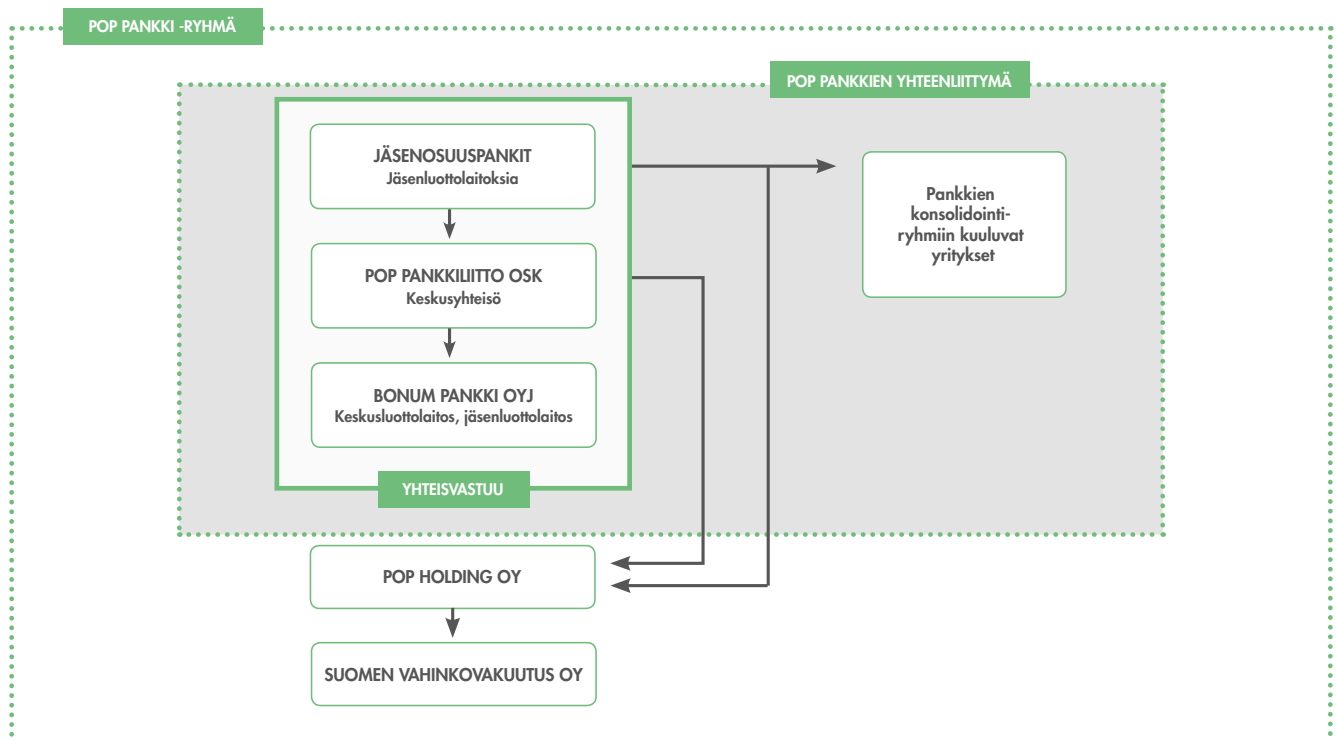 POP PANKKI -RYHMÄ
POP PANKKIEN YHTEENLIITTYMÄ
JÄSENOSUUSPANKIT
Jäsenluottolaitoksia
POP PANKKILIITTO OSK
Keskusyhteisö
BONUM PANKKI OYJ
Keskusluottolaitos, jäsenluottolaitos
YHTEISVASTUU
Pankkien
konsolidointi-
ryhmiin kuuluvat
yritykset
POP HOLDING OY
SUOMEN VAHINKOVAKUUTUS OY